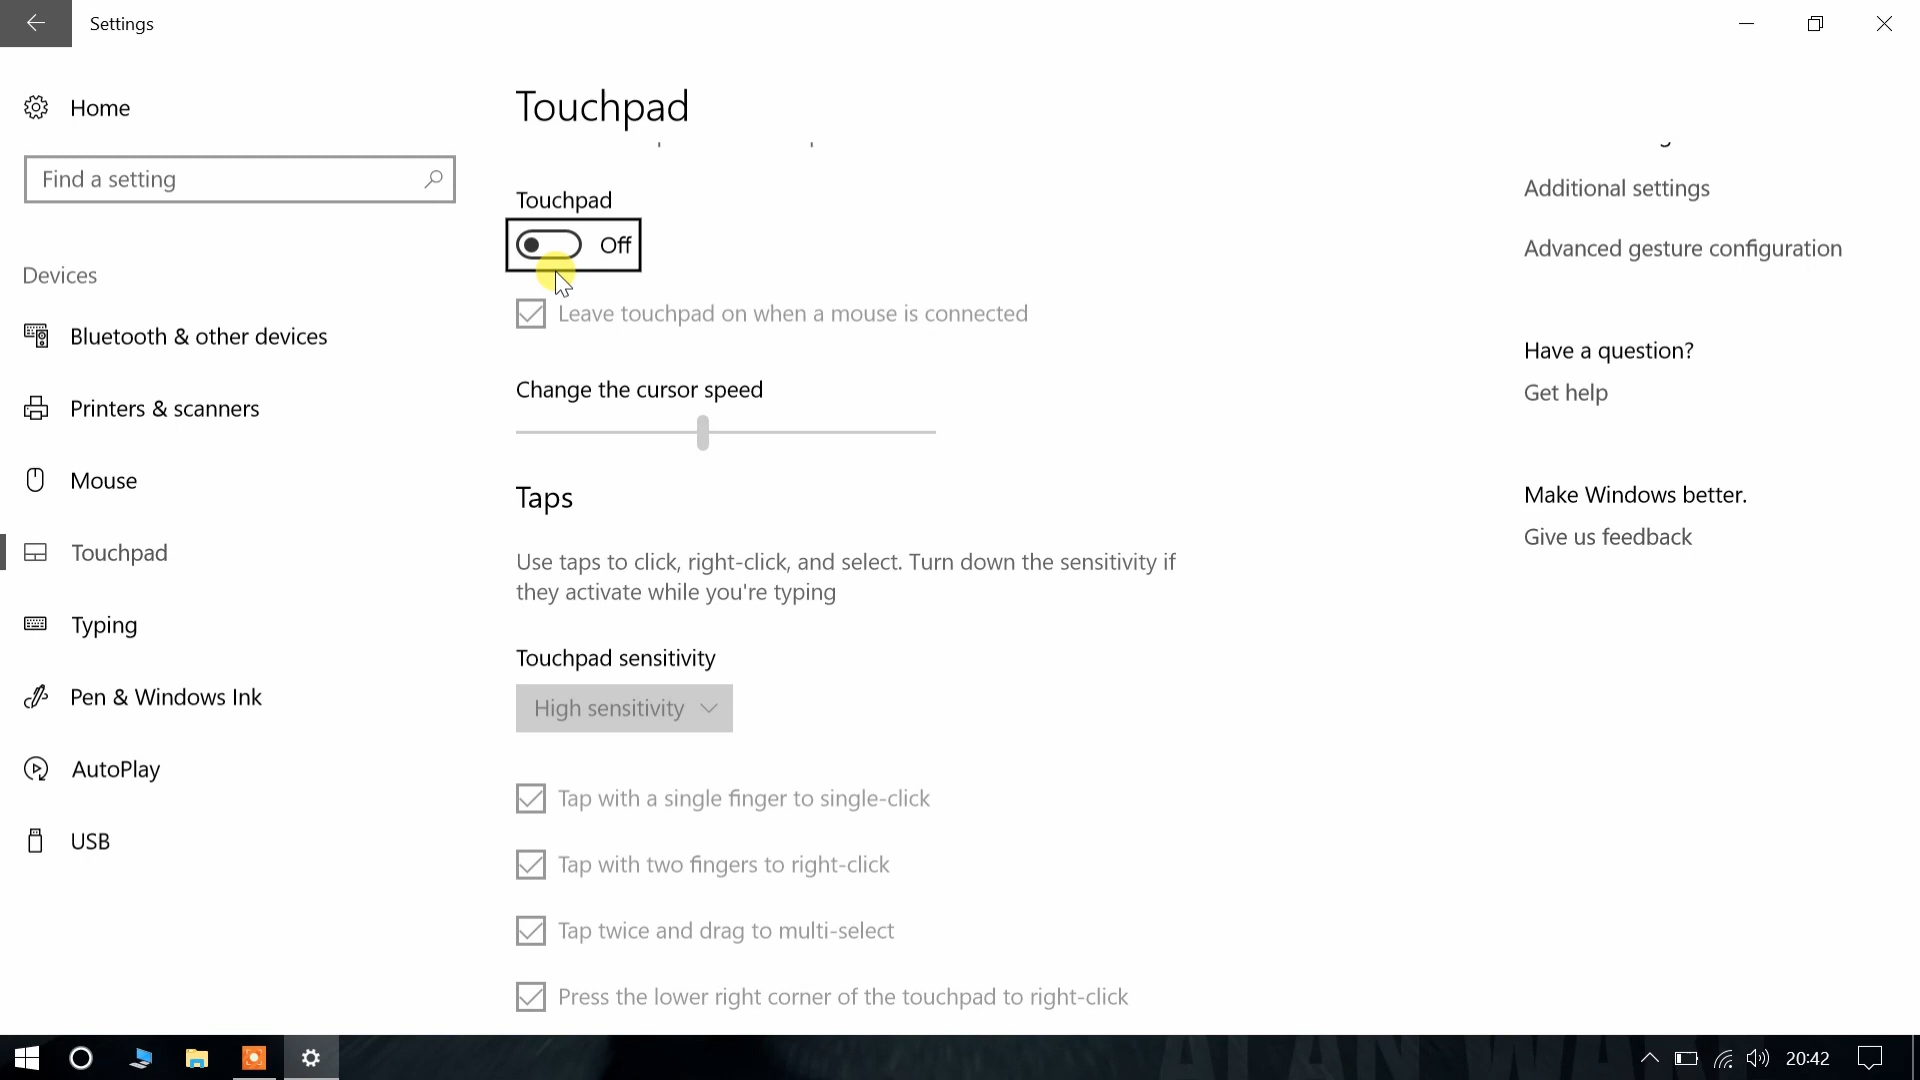 Settings
Home
Find a setting
Devices
Bluetooth & other devices
Printers & scanners
Mouse
Touchpad
Typing
Pen & Windows Ink
AutoPlay
USB
Touchpad
Touchpad
Off
Leave touchpad on when a mouse is connected
Change the cursor speed
Taps
Use taps to click, right-click, and select. Turn down the sensitivity if
they activate while you're typing
Touchpad sensitivity
High sensitivity
Tap with a single finger to single-click
Tap with two fingers to right-click
Tap twice and drag to multi-select
Press the lower right corner of the touchpad to right-click
Additional settings
Advanced gesture configuration
Have a question?
Get help
Make Windows better.
Give us feedback
20:42